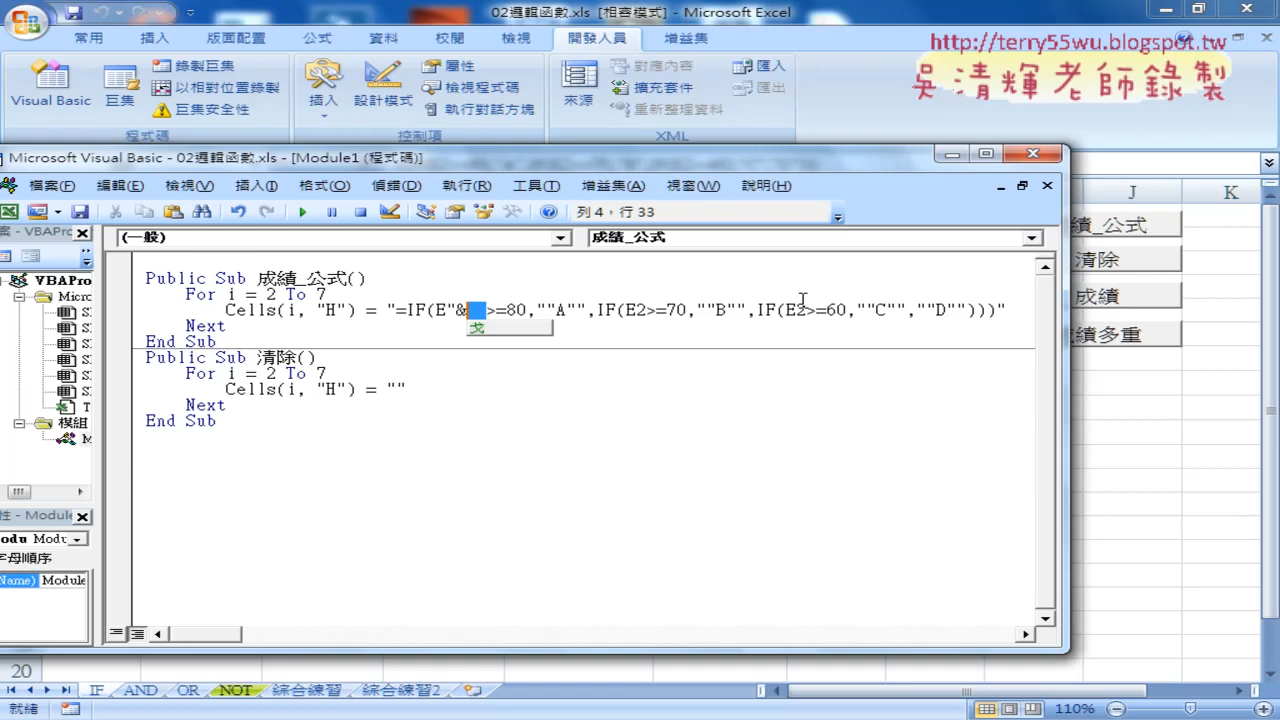 02邏輯函數.xls [相容模式] - Microsoft Excel
常用 插入 版面配置 公式 資料 校閱 檢視 開發人員 增益集
http://terry55wu.blogspot.tw
吳清輝老師錄製
Visual Basic 巨集 錄製巨集 以相對位置錄製 巨集安全性
插入 設計模式 屬性 檢視程式碼 執行對話方塊
來源 對應內容 擴充套件 重新整理資料 匯入 匯出
程式碼 控制項 XML
Microsoft Visual Basic - 02邏輯函數.xls - [Module1 (程式碼)]
檔案(F) 編輯(E) 檢視(V) 插入(I) 格式(O) 偵錯(D) 執行(R) 工具(T) 增益集(A) 視窗(W) 說明(H)
列 4，行 33
案 - VBAPro
(一般) 成績_公式
VBAPro
Micro
模組
Public Sub 成績_公式()
For i = 2 To 7
Cells(i, "H") = "=IF(E"& >=80,""A"",IF(E2>=70,""B"",IF(E2>=60,""C"",""D"")))"
戈
Next
End Sub
Public Sub 清除()
For i = 2 To 7
Cells(i, "H") = ""
Next
End Sub
性 - Module
odu Modu
字母順序
Name) Module
J K
績_公式
清除
成績
成績多重
20
IF AND OR NOT 綜合練習 綜合練習2
就緒 110%